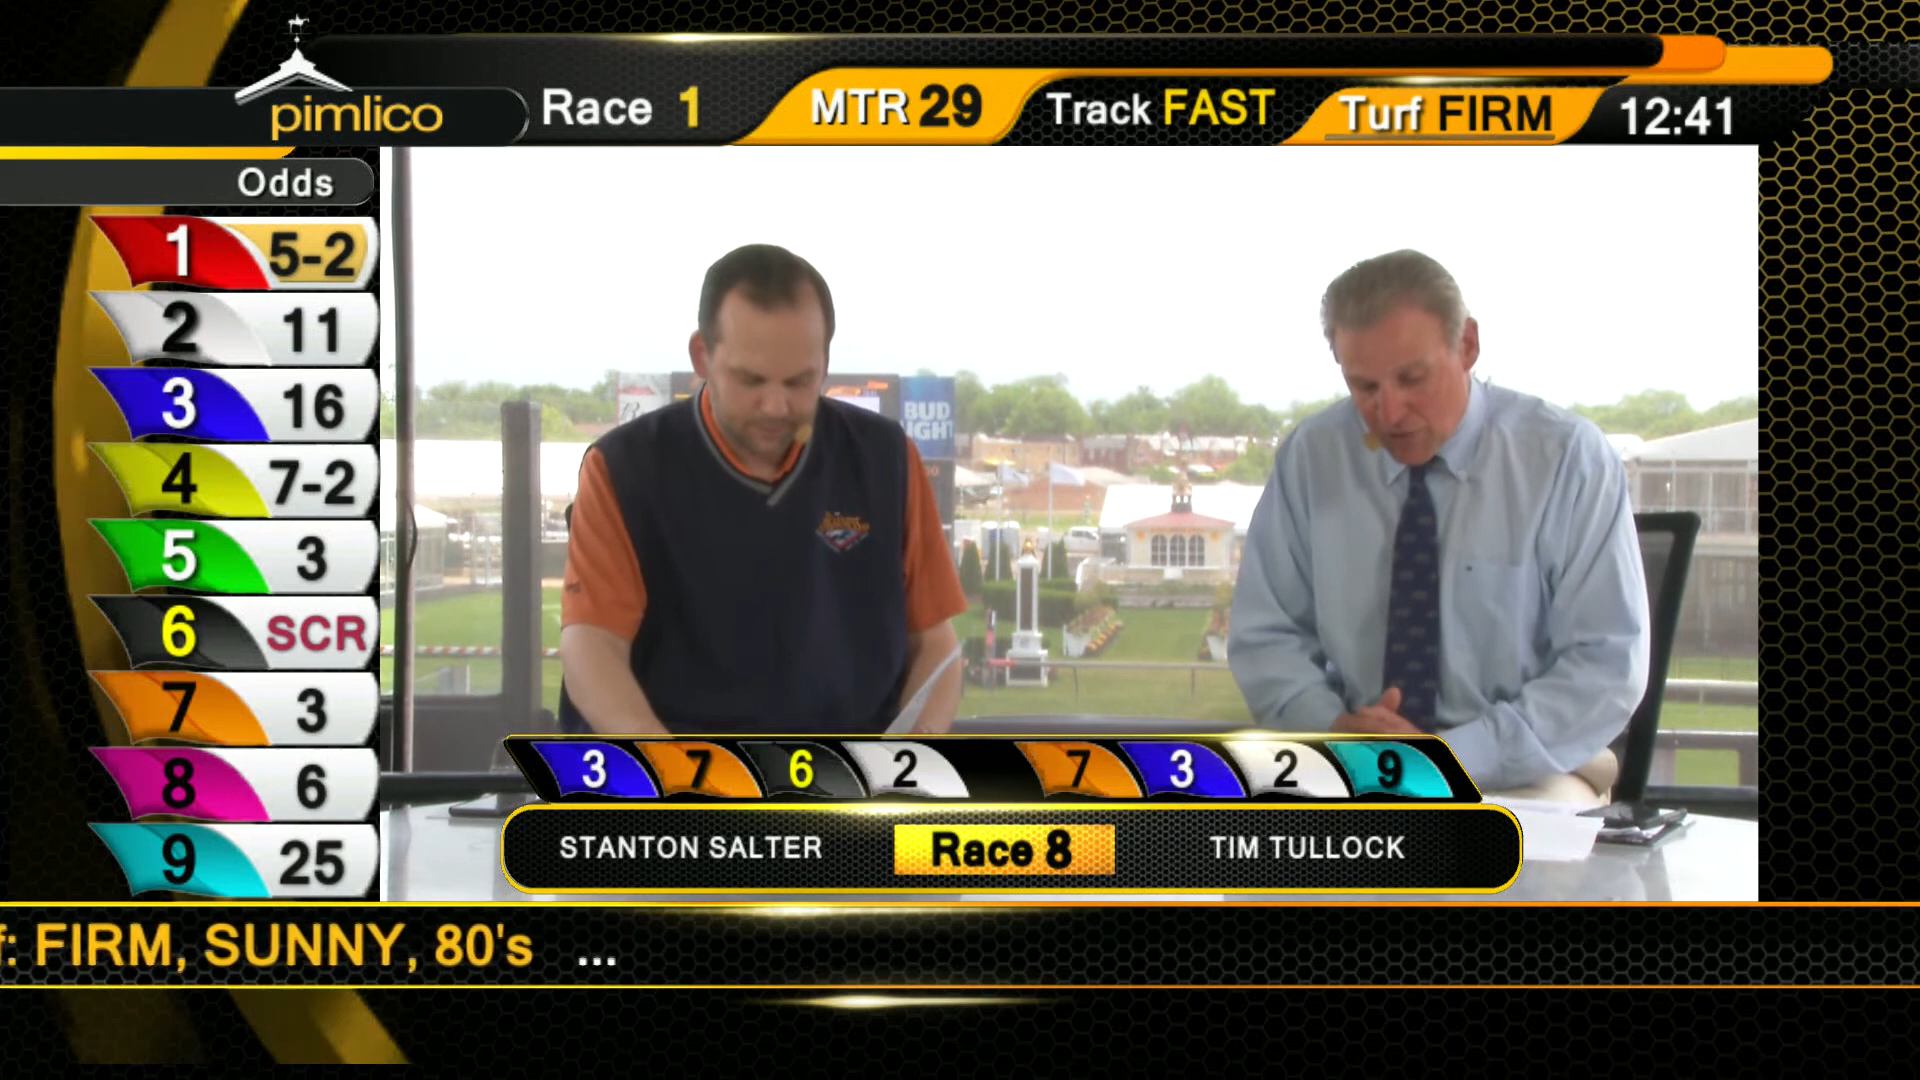 pimlico
Race 1 MTR 29 Track FAST Turf FIRM 12:41
Odds
1 5-2
2 11
3 16
4 7-2
5 3
6 SCR
7 3
8 6
9 25
BUD
3 7 6 2 7 3 2 9
STANTON SALTER Race 8 TIM TULLOCK
f: FIRM, SUNNY, 80's ...